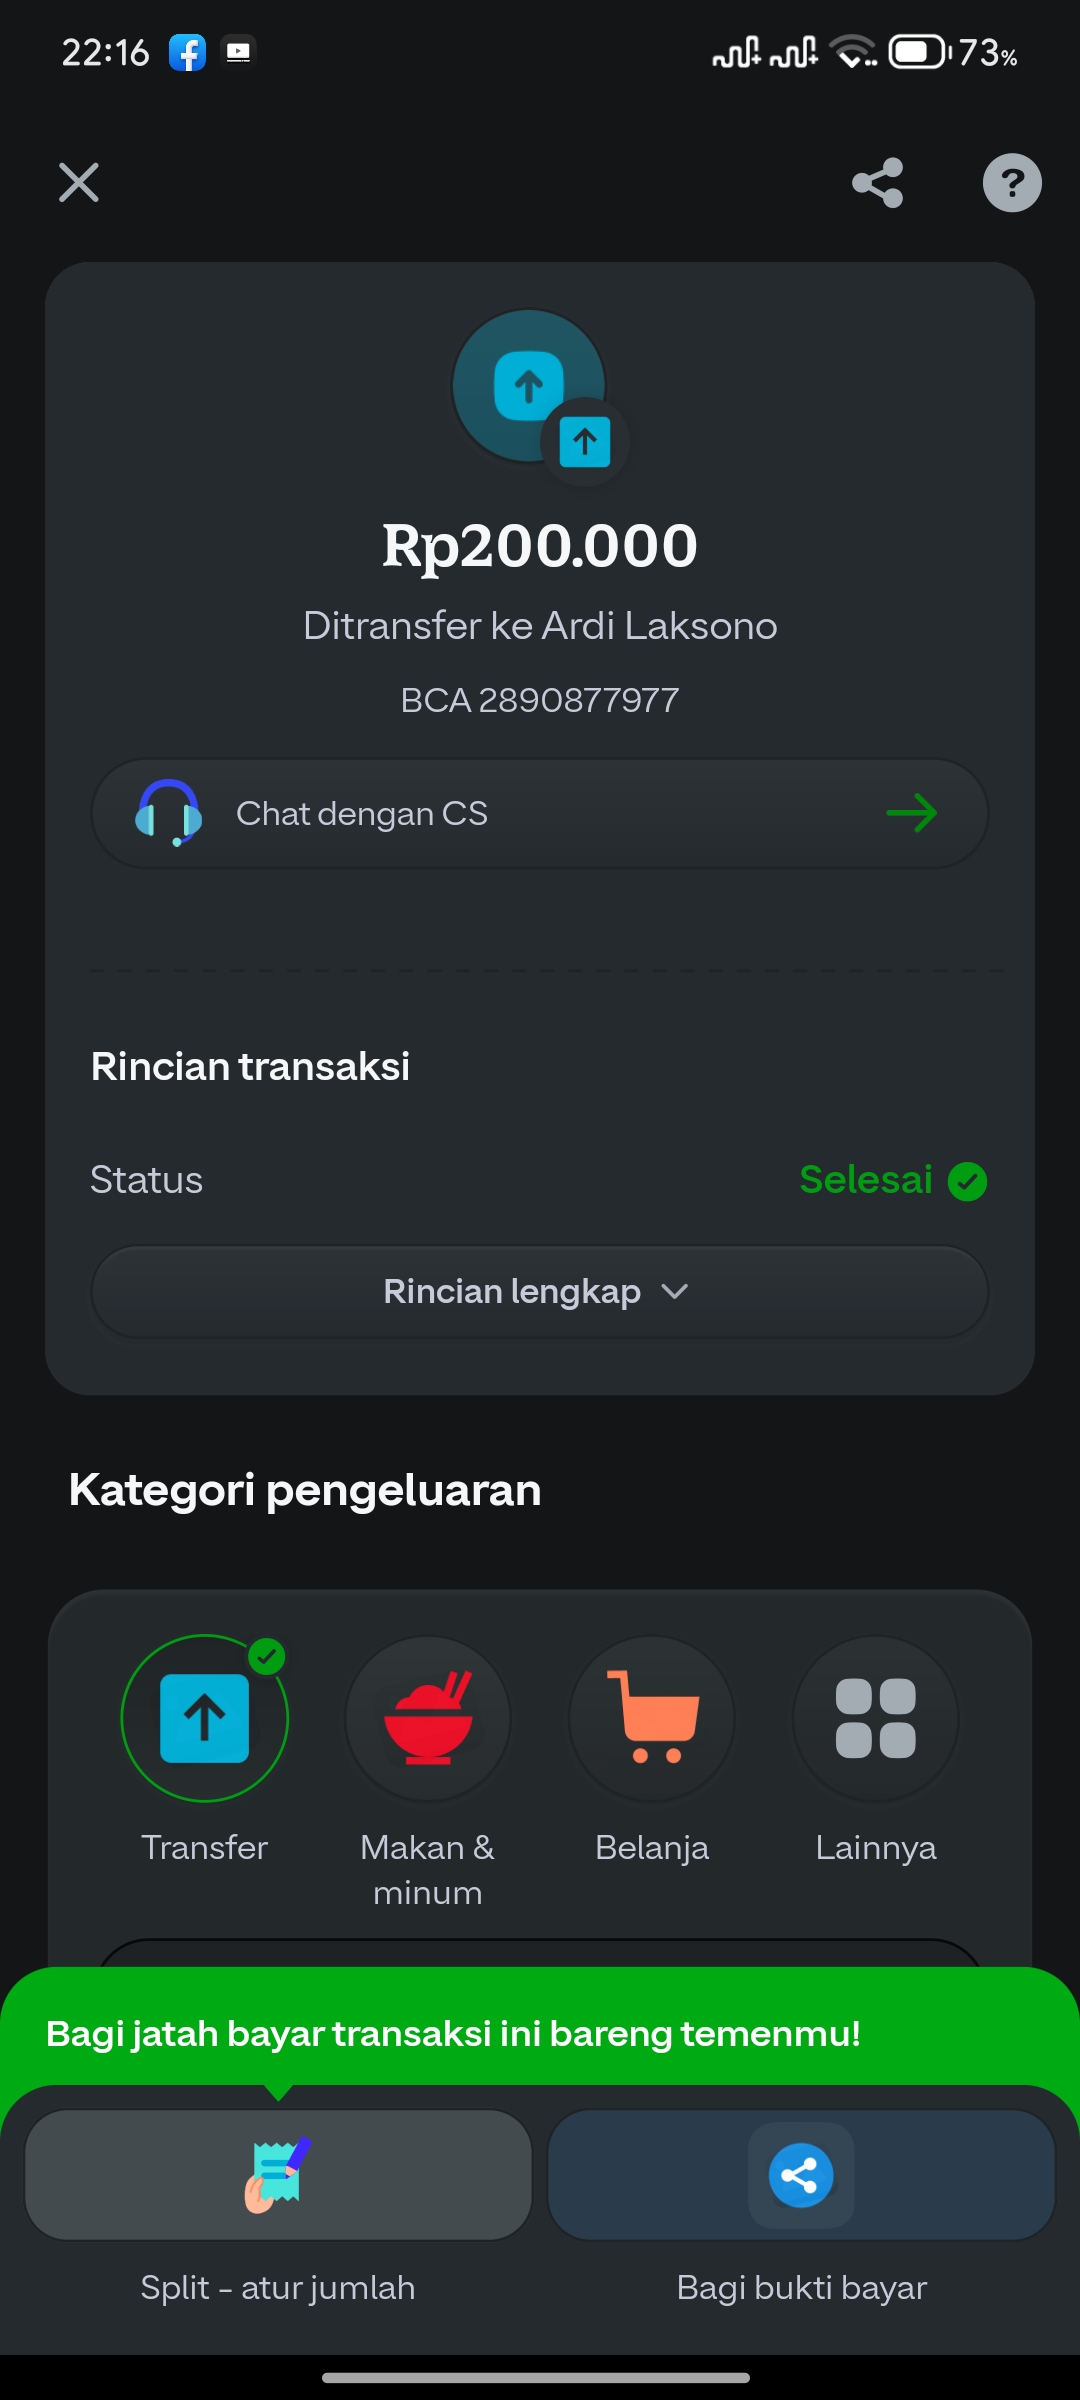 22:16
73%
?
Rp200.000
Ditransfer ke Ardi Laksono
BCA 2890877977
Chat dengan CS
Rincian transaksi
Status
Selesai
Rincian lengkap
Kategori pengeluaran
Transfer
Makan &
minum
Belanja
Lainnya
Bagi jatah bayar transaksi ini bareng temenmu!
Split - atur jumlah
Bagi bukti bayar